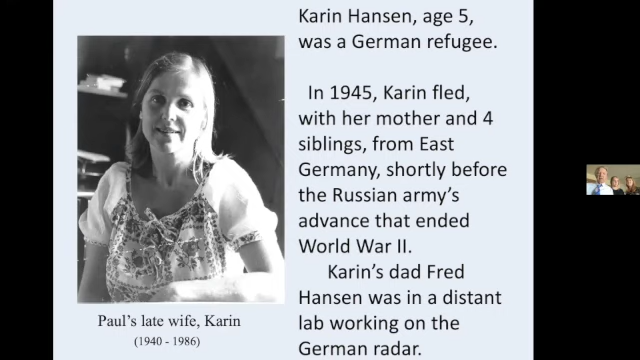 Karin Hansen, age 5,
was a German refugee.
In 1945, Karin fled,
with her mother and 4
siblings, from East
Germany, shortly before
the Russian army's
advance that ended
World War II.
Karin's dad Fred
Hansen was in a distant
lab working on the
German radar.
Paul's late wife, Karin
(1940 - 1986)